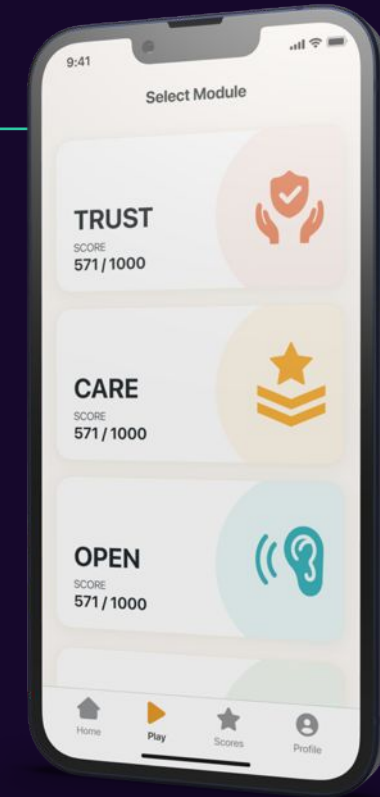 9:41
Select Module
TRUST
SCORE
571 / 1000
CARE
SCORE
571 / 1000
OPEN
SCORE
571 / 1000
Home
Play
Scores
Profile